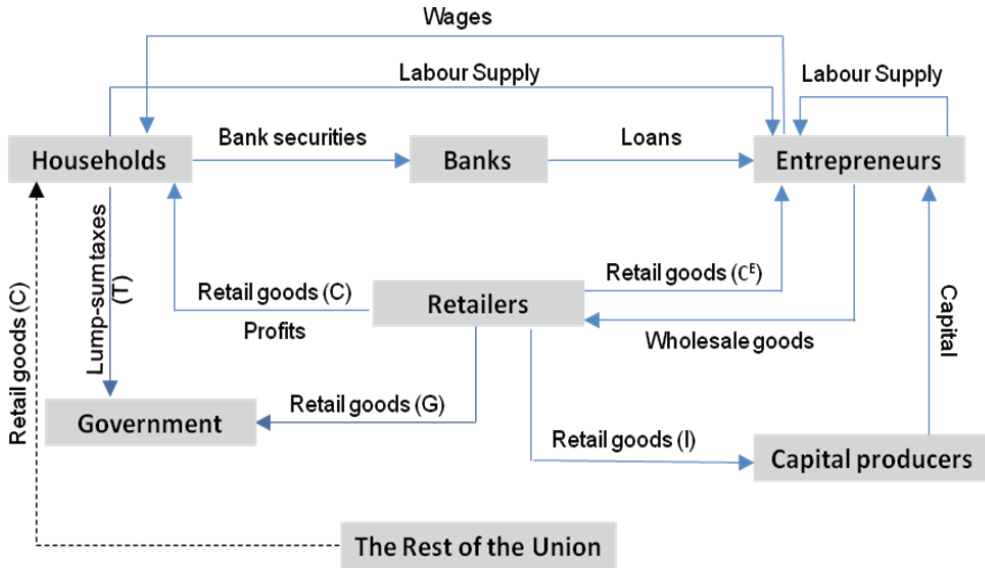 Wages
Labour Supply
Labour Supply
Bank securities
Loans
Households
Banks
Entrepreneurs
Retail goods (C)
Lump-sum taxes
(T)
Retail goods (C)
Profits
Retailers
Retail goods (Cᴱ)
Wholesale goods
Capital
Government
Retail goods (G)
Retail goods (I)
Capital producers
The Rest of the Union